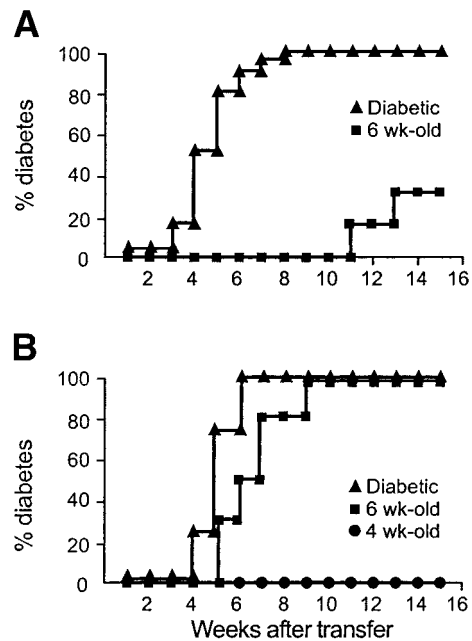 A
100
80
60
40
20
0
% diabetes
Diabetic
6 wk-old
2 4 6 8 10 12 14 16
B
100
80
60
40
20
0
% diabetes
Diabetic
6 wk-old
4 wk-old
2 4 6 8 10 12 14 16
Weeks after transfer